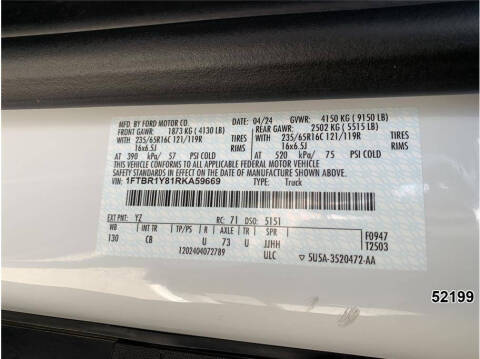 MFD. BY FORD MOTOR CO. DATE: 04/24 GVWR: 4150 KG ( 9150 LB)
FRONT GAWR: 1873 KG ( 4130 LB) REAR GAWR: 2502 KG ( 5515 LB)
WITH 235/65R16C 121/119R TIRES WITH 235/65R16C 121/119R TIRES
16x6.5J RIMS 16x6.5J RIMS
AT 390 kPa/ 57 PSI COLD AT 520 kPa/ 75 PSI COLD
THIS VEHICLE CONFORMS TO ALL APPLICABLE FEDERAL MOTOR VEHICLE
SAFETY STANDARDS IN EFFECT ON THE DATE OF MANUFACTURE SHOWN ABOVE.
VIN: 1FTBR1Y81RKA59669 TYPE: Truck
EXT PNT: YZ RC: 71 DSO: 5151
WB INT TR TP/PS R AXLE TR SPR F0947
130 CB U 73 U JJHH T2503
1202404072789 ULC ▽ 5USA-3520472-AA
52199